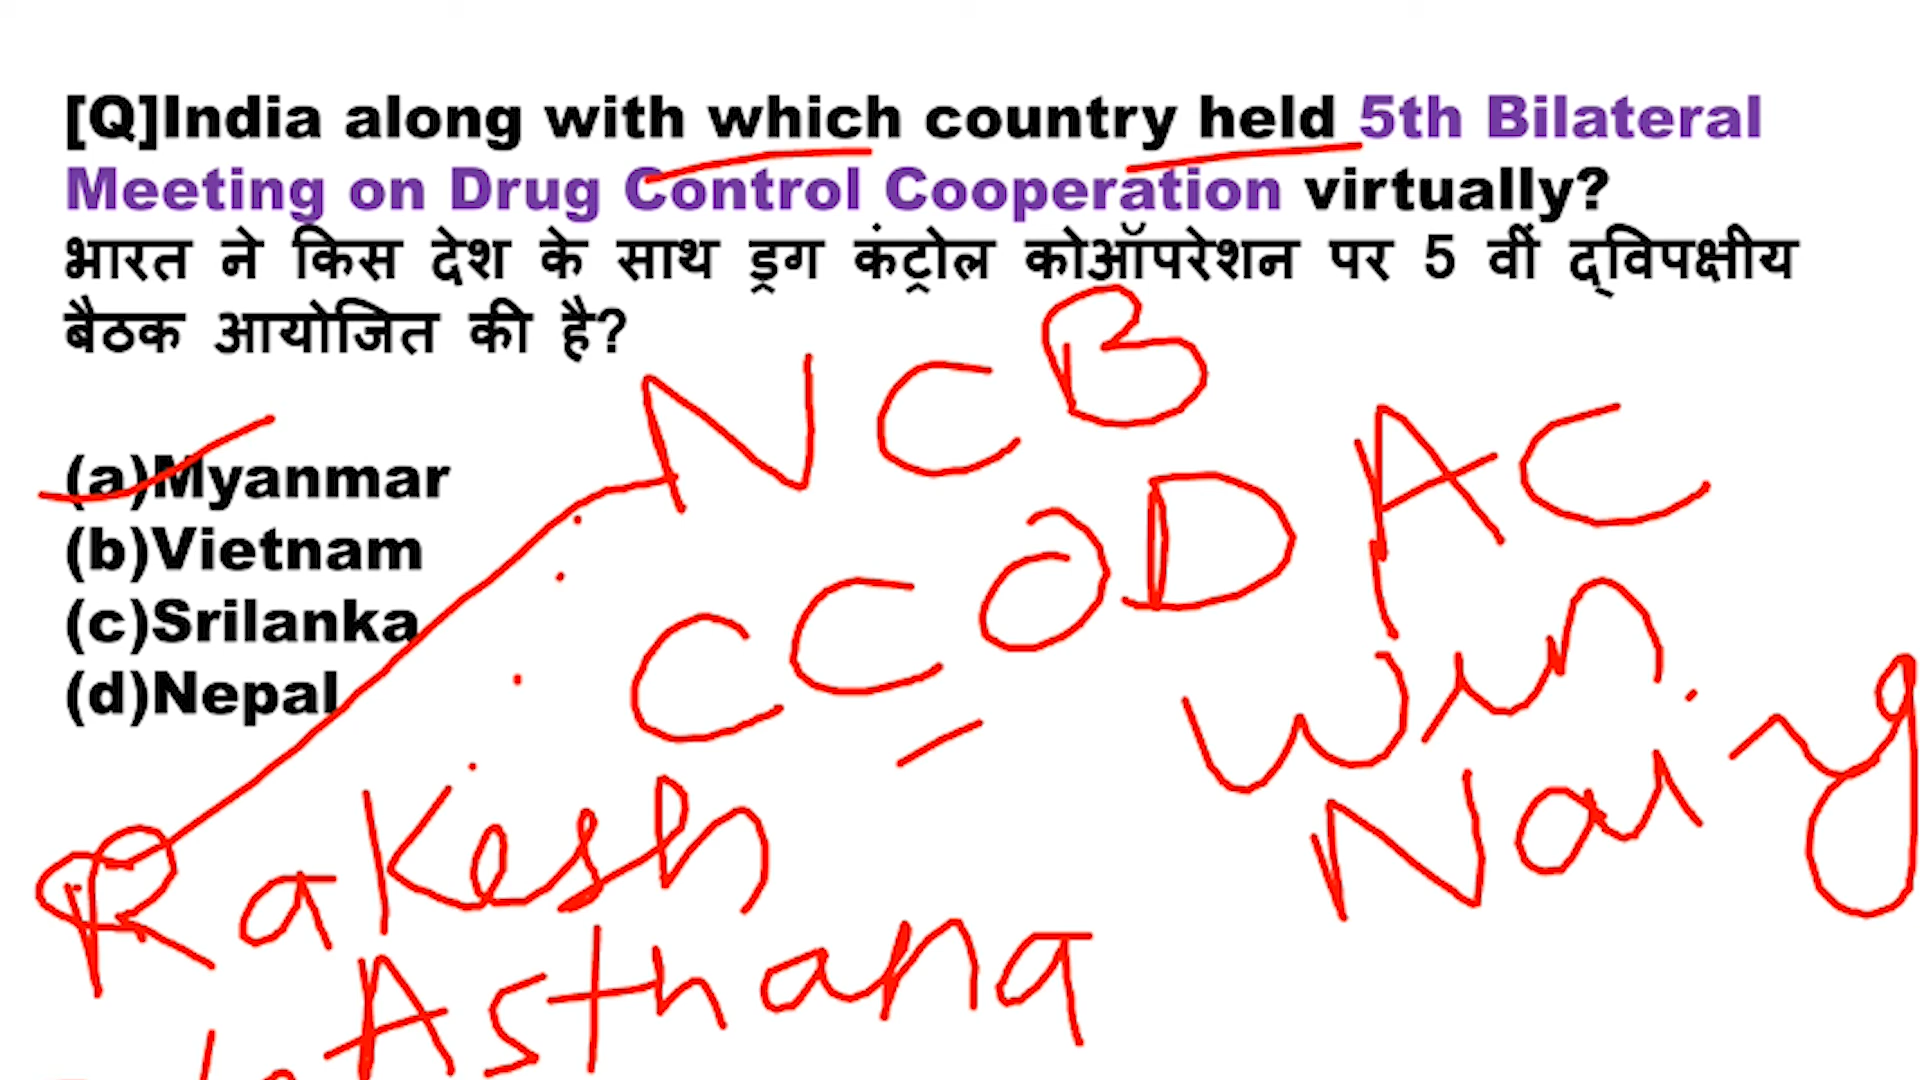 [Q]India along with which country held 5th Bilateral
Meeting on Drug Control Cooperation virtually?
भारत ने किस देश के साथ ड्रग कंट्रोल कोऑपरेशन पर 5 वीं द्विपक्षीय
बैठक आयोजित की है?
NCB
(a)Myanmar
(b)Vietnam
(c)Srilanka
(d)Nepal
CCODAC
Win
Naing
Rakesh
Asthana